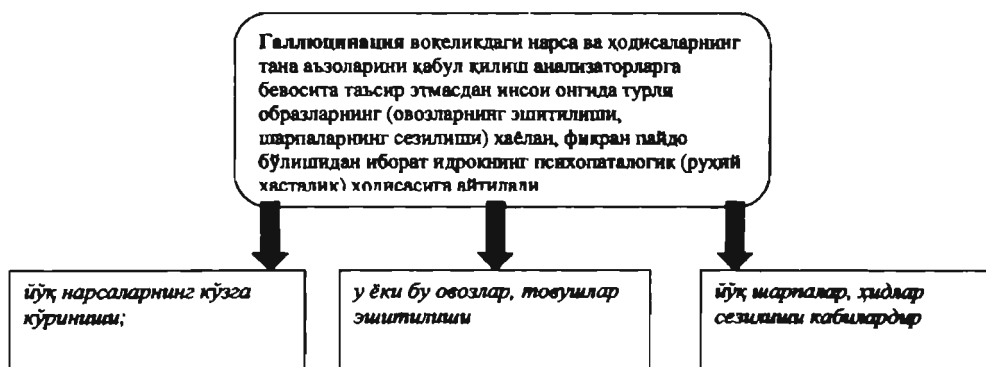 Галлюцинация воқеликдаги нарса ва ҳодисаларнинг
тана аъзоларини қабул қилиш анализаторларга
бевосита таъсир этмасдан инсон онгида турли
образларнинг (овозларнинг эшитилиши,
шарпаларнинг сезилиши) хаёлан, фикран пайдо
бўлишидан иборат идрокнинг психопаталогик (руҳий
хасталик) ҳодисасига айтилади
йўқ нарсаларнинг кўзга
кўриниши;
у ёки бу овозлар, товушлар
эшитилиши
йўқ шарпалар, ҳидлар
сезилиши кабилардир